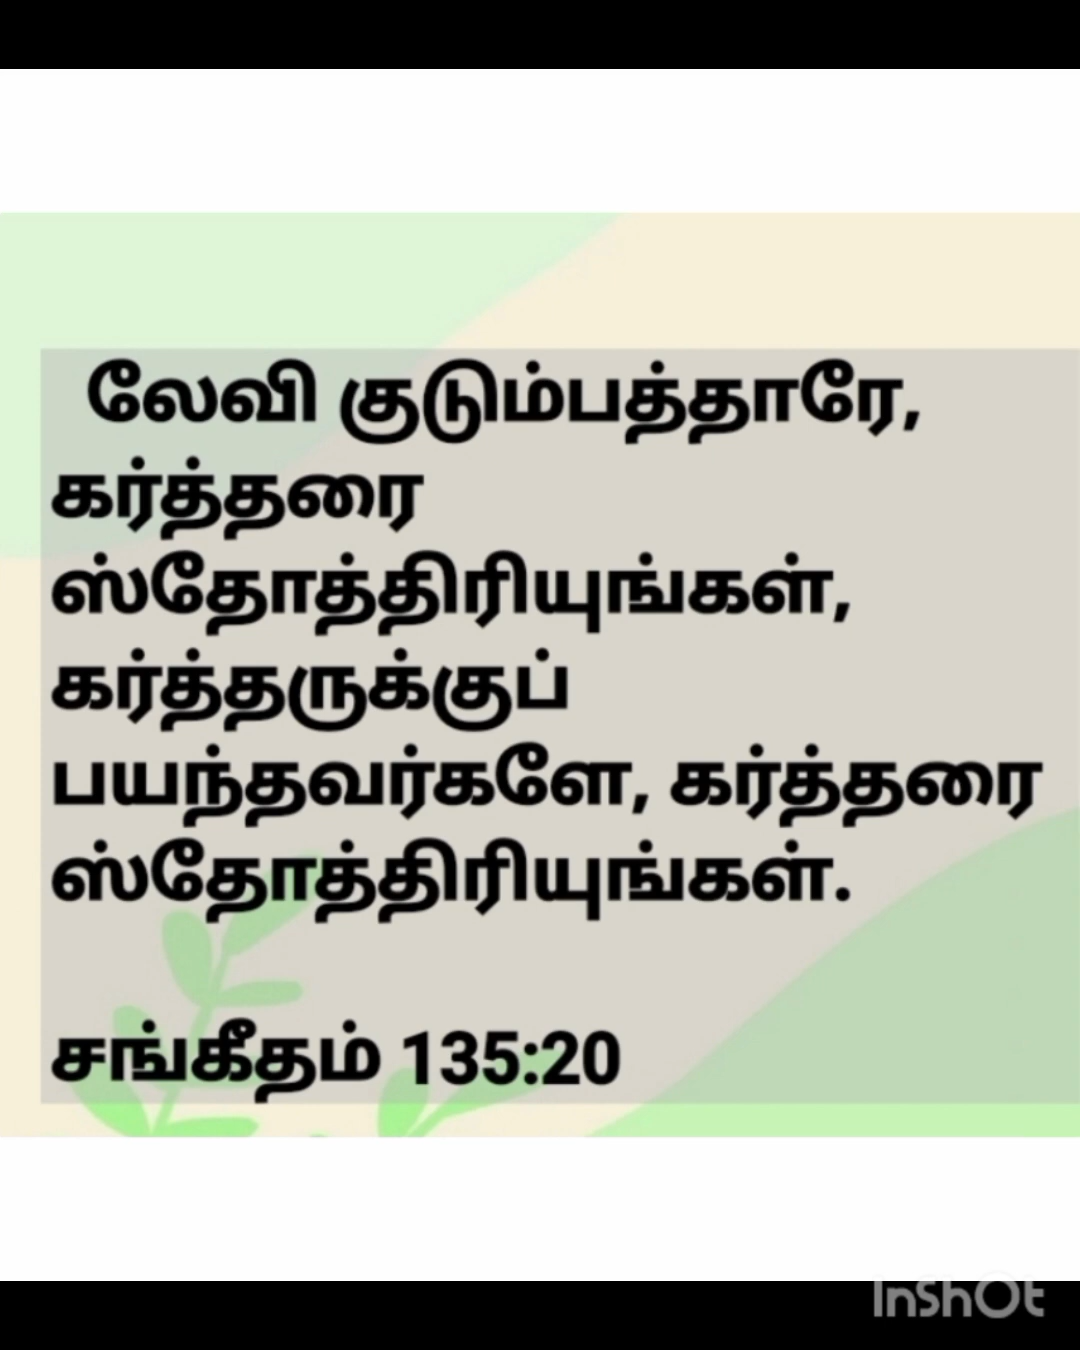 லேவி குடும்பத்தாரே,
கர்த்தரை
ஸ்தோத்திரியுங்கள்,
கர்த்தருக்குப்
பயந்தவர்களே, கர்த்தரை
ஸ்தோத்திரியுங்கள்.
சங்கீதம் 135:20
InShOt